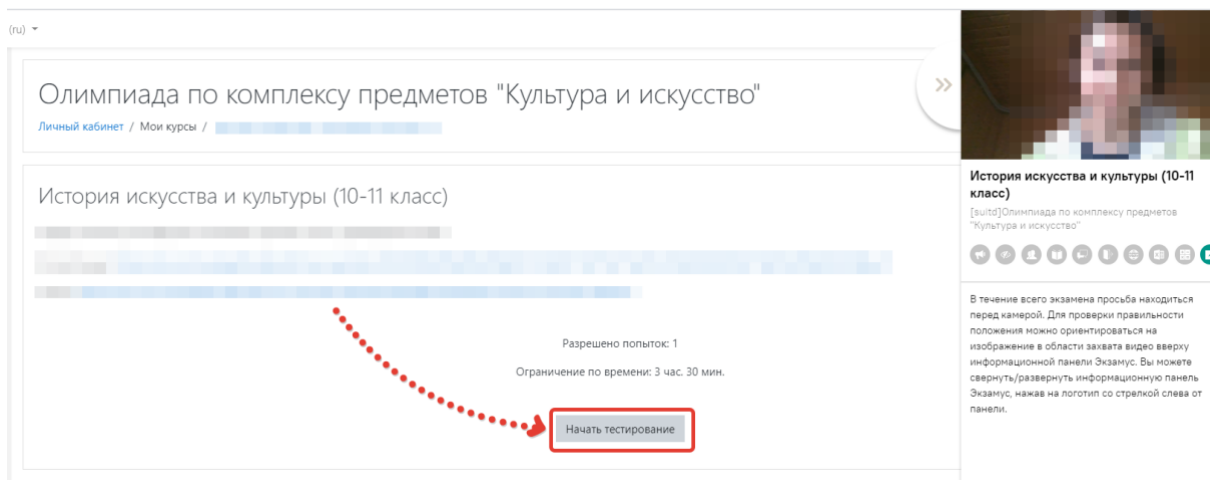 (ru)
Олимпиада по комплексу предметов "Культура и искусство"
Личный кабинет / Мои курсы /
История искусства и культуры (10-11 класс)
Разрешено попыток: 1
Ограничение по времени: 3 час. 30 мин.
Начать тестирование
История искусства и культуры (10-11
класс)
[suitd]Олимпиада по комплексу предметов
"Культура и искусство"
В течение всего экзамена просьба находиться
перед камерой. Для проверки правильности
положения можно ориентироваться на
изображение в области захвата видео вверху
информационной панели Экзамус. Вы можете
свернуть/развернуть информационную панель
Экзамус, нажав на логотип со стрелкой слева от
панели.